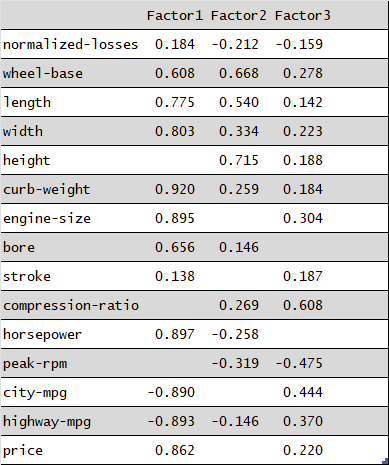 Factor1 Factor2 Factor3
normalized-losses 0.184 -0.212 -0.159
wheel-base 0.608 0.668 0.278
length 0.775 0.540 0.142
width 0.803 0.334 0.223
height 0.715 0.188
curb-weight 0.920 0.259 0.184
engine-size 0.895 0.304
bore 0.656 0.146
stroke 0.138 0.187
compression-ratio 0.269 0.608
horsepower 0.897 -0.258
peak-rpm -0.319 -0.475
city-mpg -0.890 0.444
highway-mpg -0.893 -0.146 0.370
price 0.862 0.220